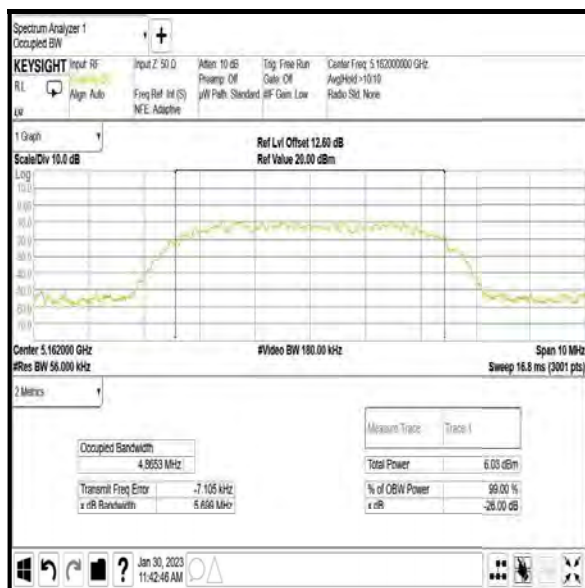 Spectrum Analyzer 1
Occupied BW
KEYSIGHT Input: RF Input Z: 50 Ω Atten: 10 dB Trig: Free Run Center Freq: 5.162000000 GHz
Preamp: Off Gate: Off Avg|Hold:>10/10
R L Align: Auto Freq Ref: Int (S) µW Path: Standard #IF Gain: Low Radio Std: None
NFE: Adaptive
1 Graph
Ref Lvl Offset 12.60 dB
Scale/Div 10.0 dB Ref Value 20.00 dBm
Log
10.0
0.00
Center 5.162000 GHz #Video BW 180.00 kHz Span 10 MHz
#Res BW 56.000 kHz Sweep 16.8 ms (3001 pts)
2 Metrics
Measure Trace Trace 1
Occupied Bandwidth
4.8653 MHz
Total Power 6.03 dBm
Transmit Freq Error -7.105 kHz % of OBW Power 99.00 %
x dB Bandwidth 5.699 MHz x dB -26.00 dB
Jan 30, 2023
11:42:46 AM